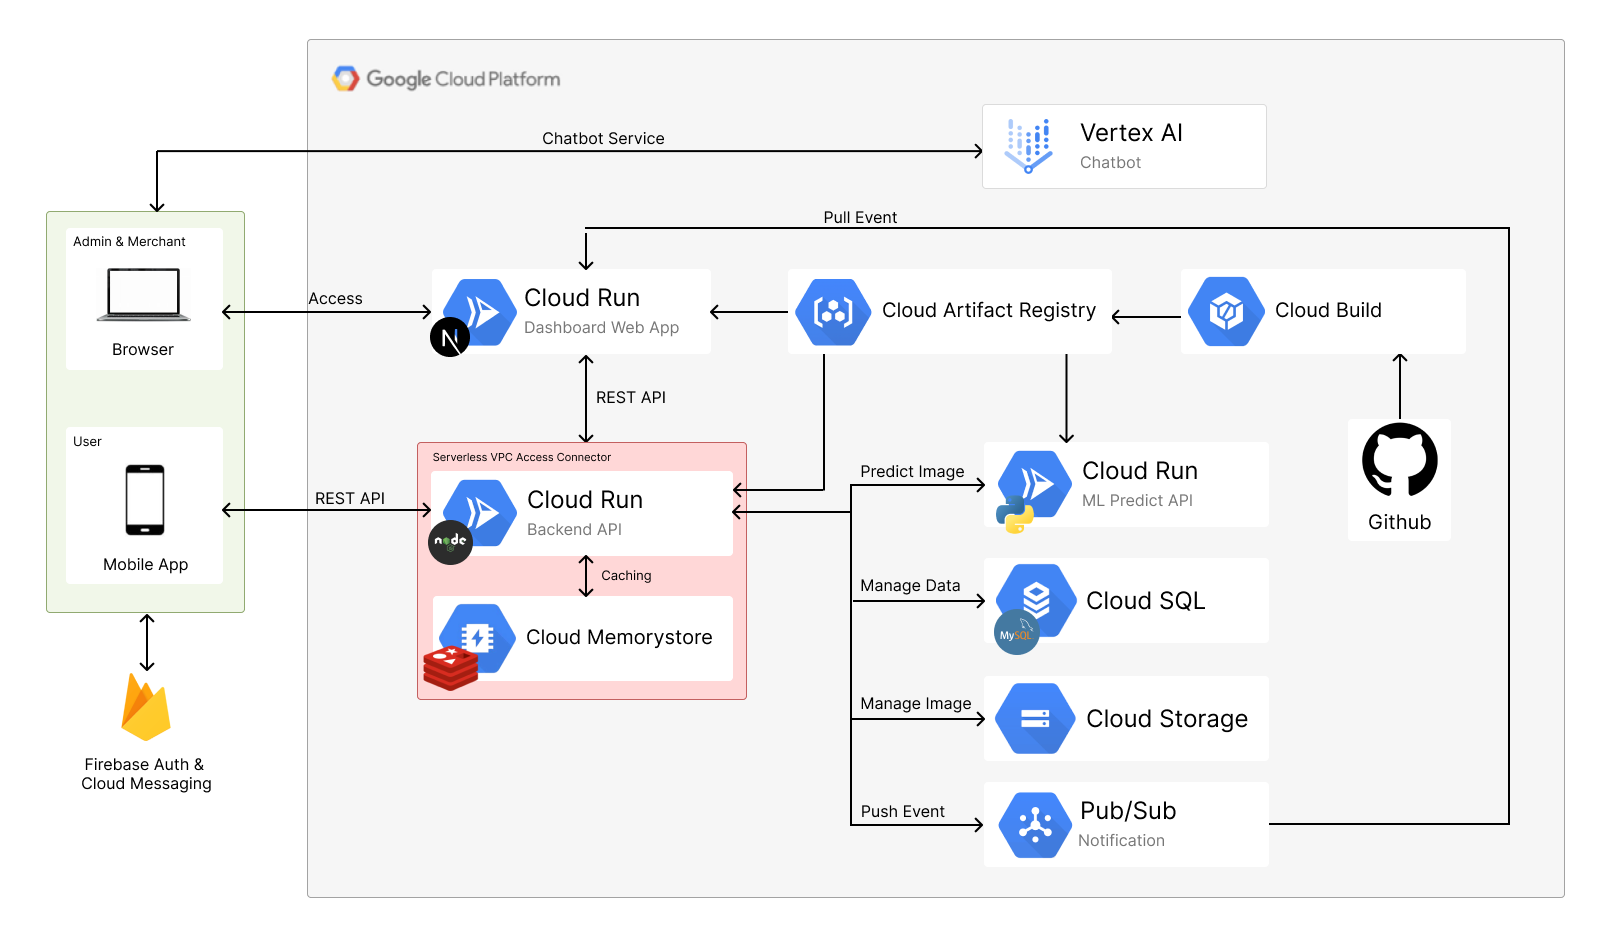 Google Cloud Platform
Chatbot Service
Vertex AI
Chatbot
Pull Event
Admin & Merchant
Browser
Access
Cloud Run
Dashboard Web App
N
Cloud Artifact Registry
Cloud Build
REST API
User
Mobile App
REST API
Serverless VPC Access Connector
Cloud Run
Backend API
node
Caching
Cloud Memorystore
Predict Image
Cloud Run
ML Predict API
Github
Manage Data
Cloud SQL
MySQL
Manage Image
Cloud Storage
Push Event
Pub/Sub
Notification
Firebase Auth &
Cloud Messaging